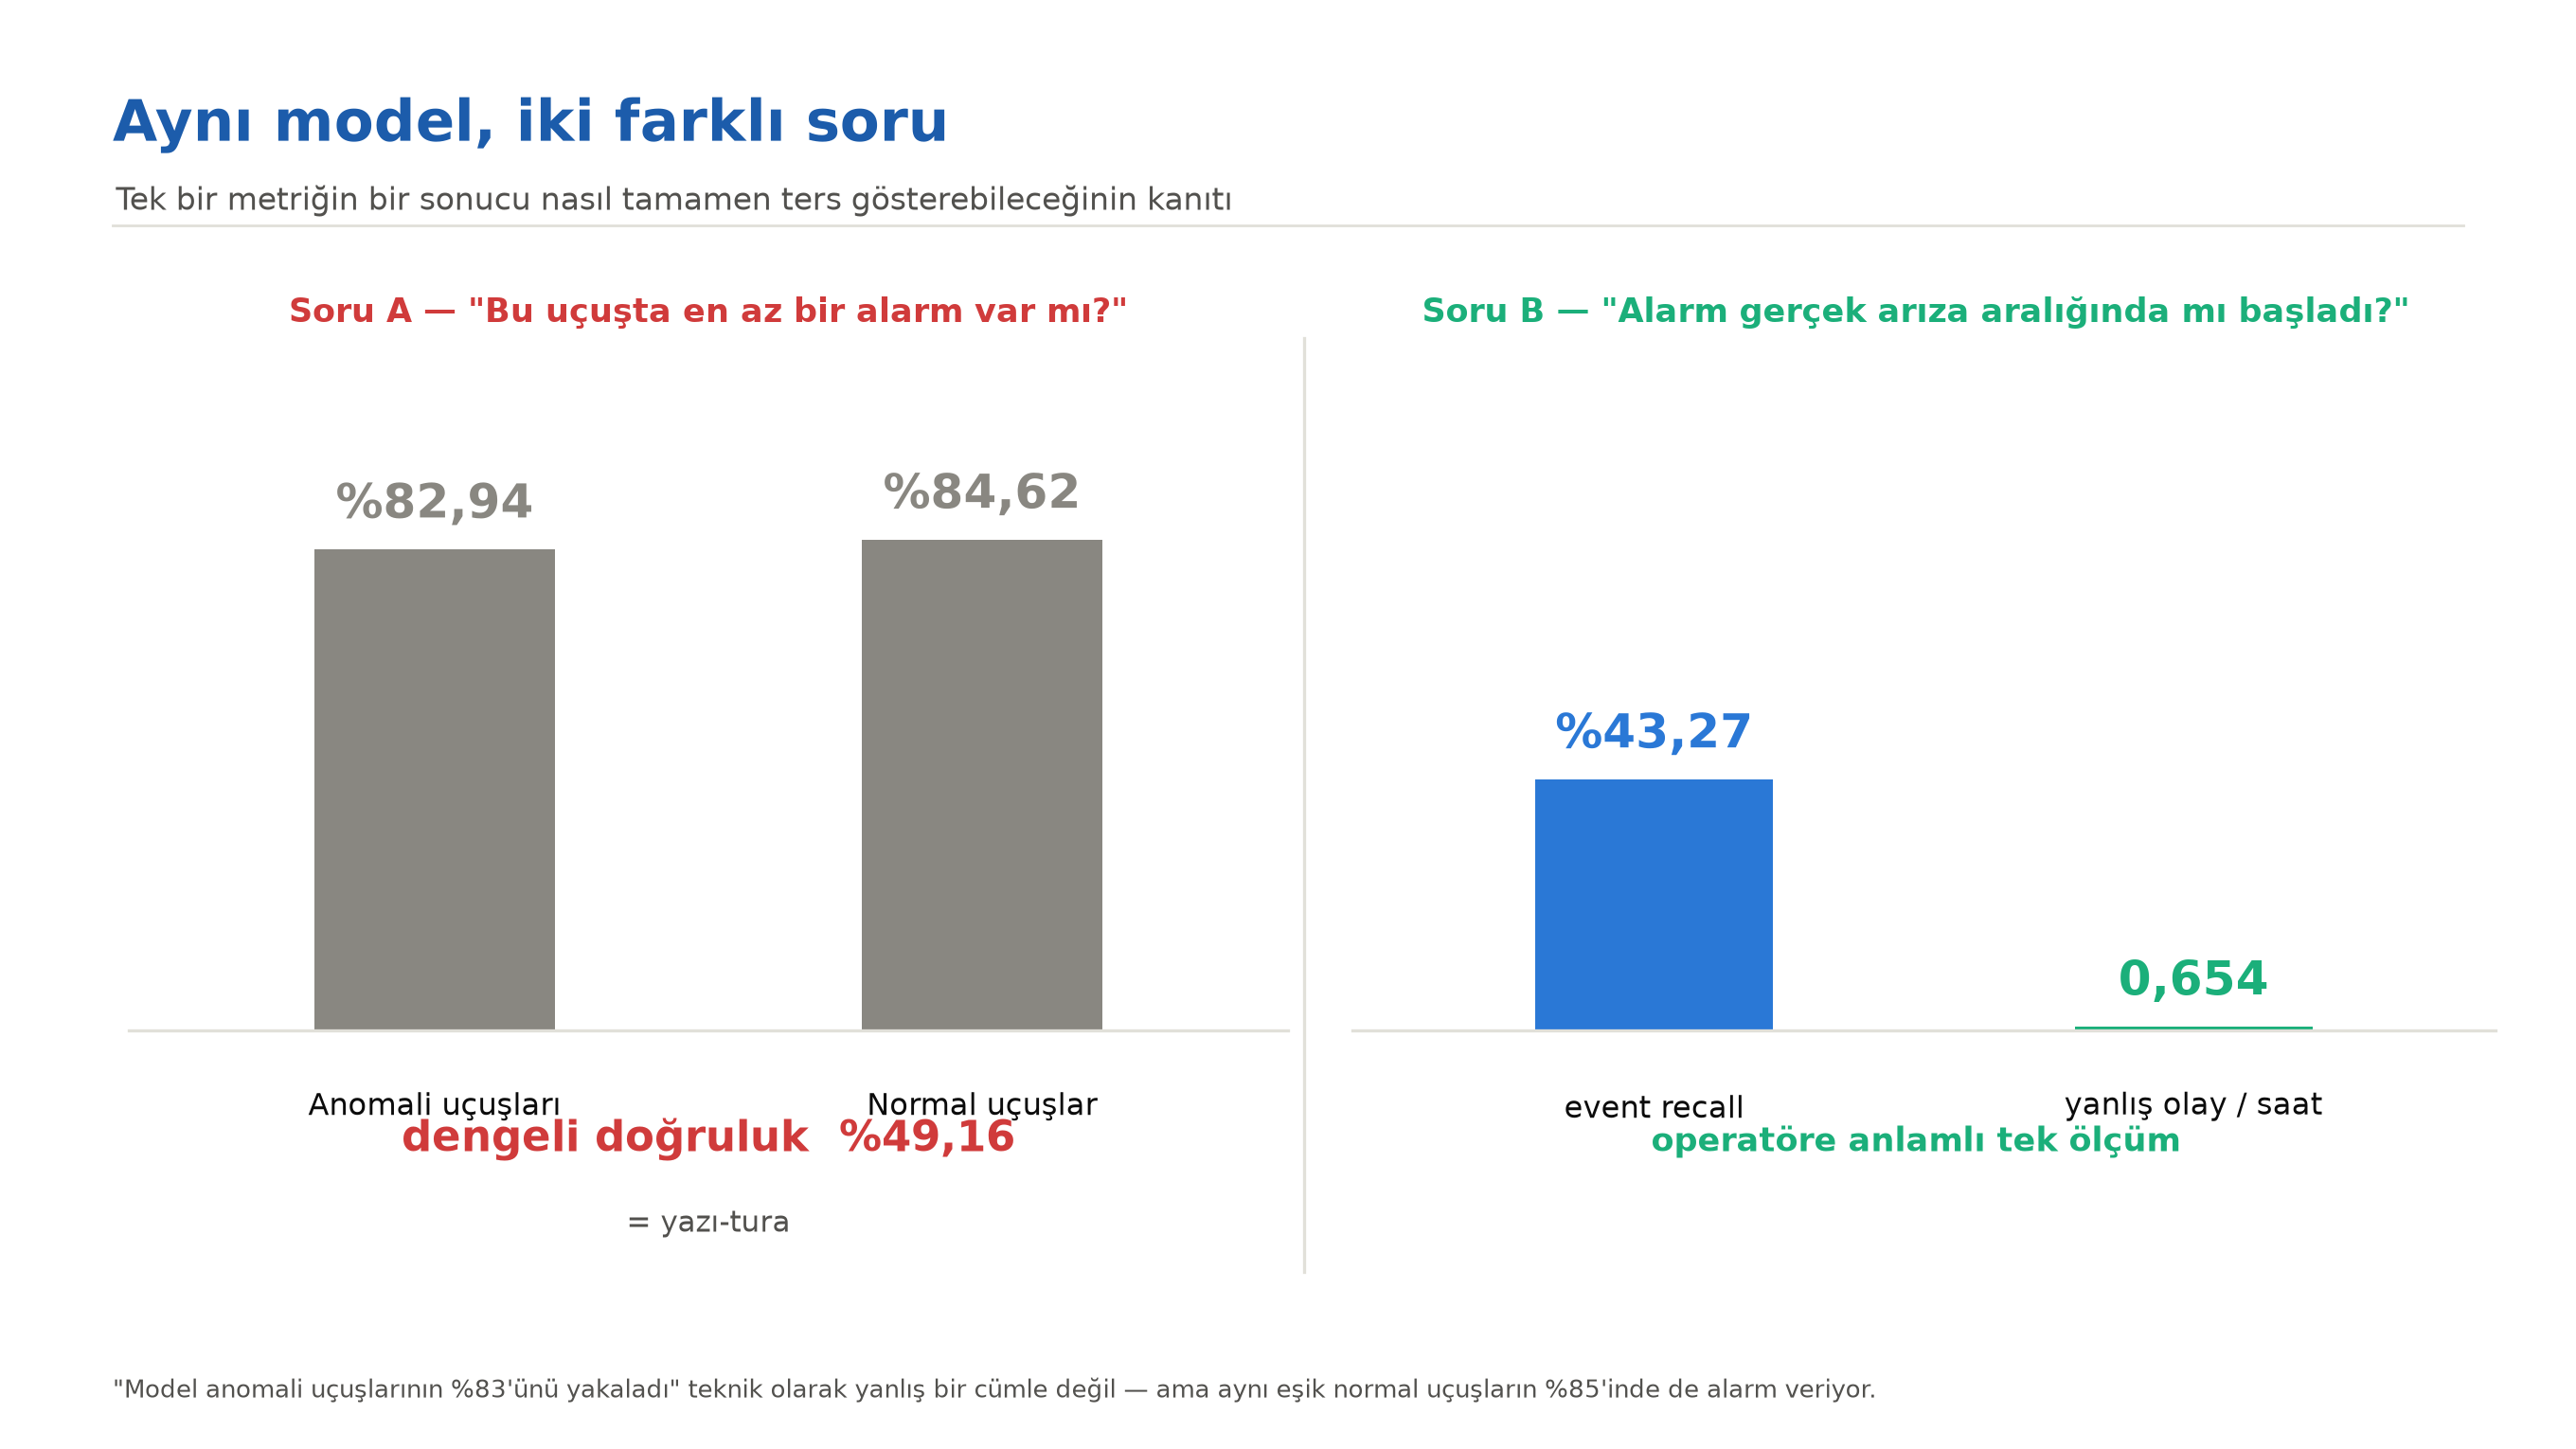 Aynı model, iki farklı soru
Tek bir metriğin bir sonucu nasıl tamamen ters gösterebileceğinin kanıtı
Soru A — "Bu uçuşta en az bir alarm var mı?"
%82,94
%84,62
Anomali uçuşları
Normal uçuşlar
dengeli doğruluk %49,16
= yazı-tura
Soru B — "Alarm gerçek arıza aralığında mı başladı?"
%43,27
0,654
event recall
yanlış olay / saat
operatöre anlamlı tek ölçüm
"Model anomali uçuşlarının %83'ünü yakaladı" teknik olarak yanlış bir cümle değil — ama aynı eşik normal uçuşların %85'inde de alarm veriyor.